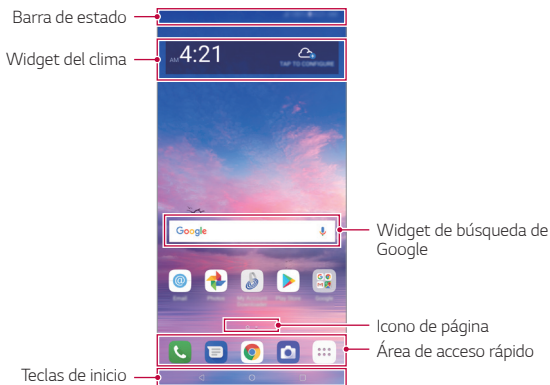 Barra de estado
Widget del clima
AM 4:21
TAP TO CONFIGURE
Google
Widget de búsqueda de
Google
Email
Photos
Play Store
Google
Icono de página
Área de acceso rápido
Teclas de inicio